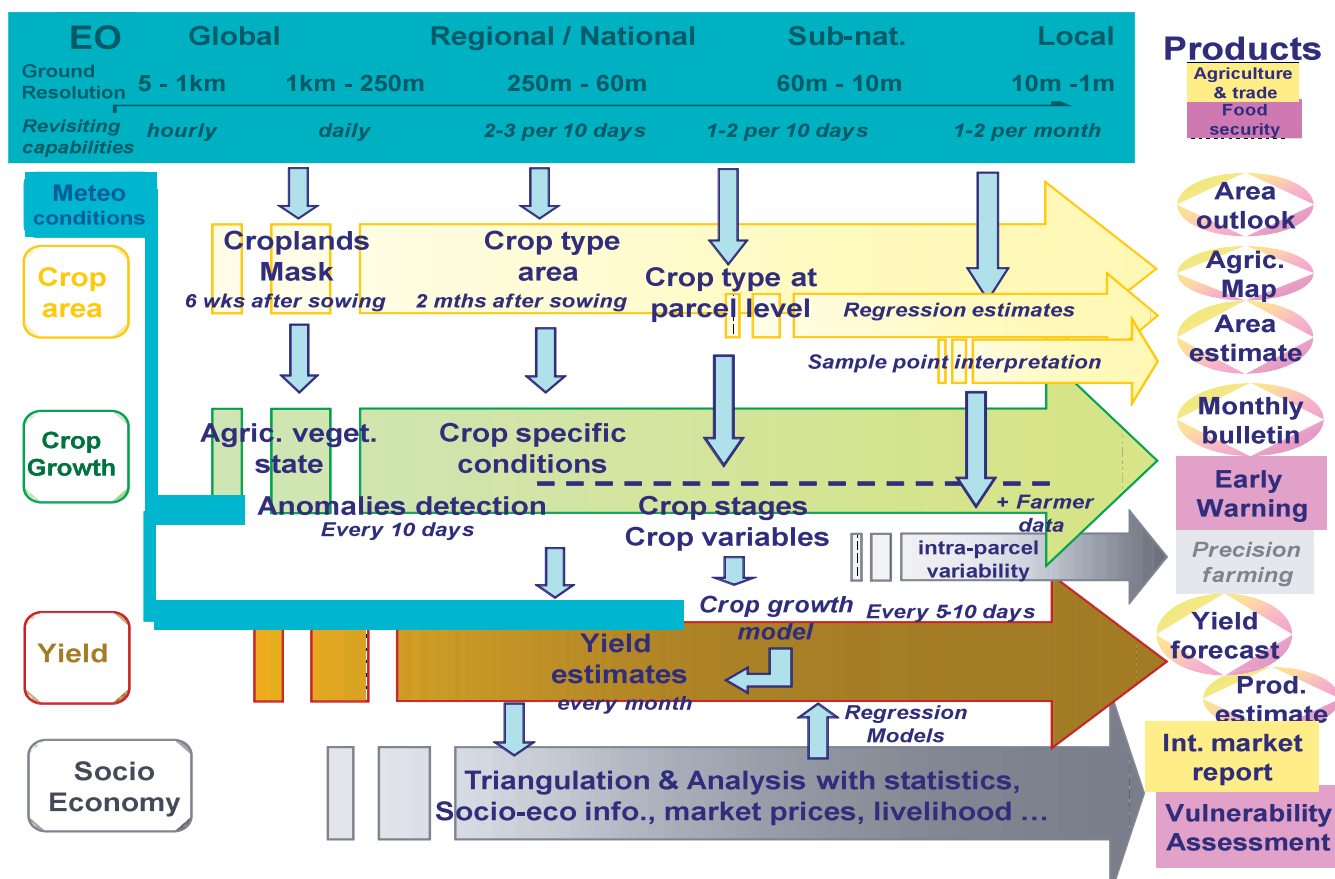 EO Global Regional / National Sub-nat. Local
Ground
Resolution 5 - 1km 1km - 250m 250m - 60m 60m - 10m 10m -1m
Revisiting
capabilities hourly daily 2-3 per 10 days 1-2 per 10 days 1-2 per month
Products
Agriculture
& trade
Food
security
Meteo
conditions
Crop
area
Croplands
Mask
6 wks after sowing
Crop type
area
2 mths after sowing
Crop type at
parcel level
Regression estimates
Sample point interpretation
Area
outlook
Agric.
Map
Area
estimate
Crop
Growth
Agric. veget.
state
Crop specific
conditions
Anomalies detection
Every 10 days
Crop stages
Crop variables
+ Farmer
data
intra-parcel
variability
Monthly
bulletin
Early
Warning
Precision
farming
Yield
Crop growth
model
Every 5-10 days
Yield
estimates
every month
Regression
Models
Yield
forecast
Prod.
estimate
Socio
Economy
Triangulation & Analysis with statistics,
Socio-eco info., market prices, livelihood …
Int. market
report
Vulnerability
Assessment